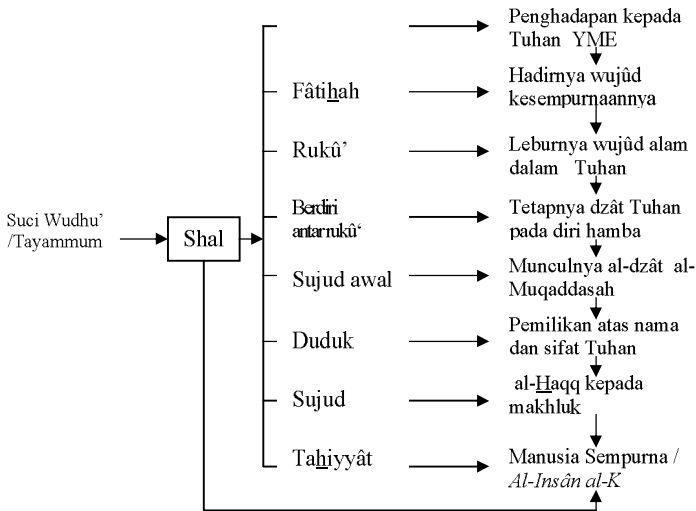 Penghadapan kepada
Tuhan YME
Fâtihah
Hadirnya wujûd
kesempurnaannya
Rukû’
Leburnya wujûd alam
dalam Tuhan
Suci Wudhu’
/Tayammum
Shal
Berdiri
antarrukû‘
Tetapnya dzât Tuhan
pada diri hamba
Sujud awal
Munculnya al-dzât al-
Muqaddasah
Duduk
Pemilikan atas nama
dan sifat Tuhan
Sujud
al-Haqq kepada
makhluk
Tahiyyât
Manusia Sempurna /
Al-Insân al-K